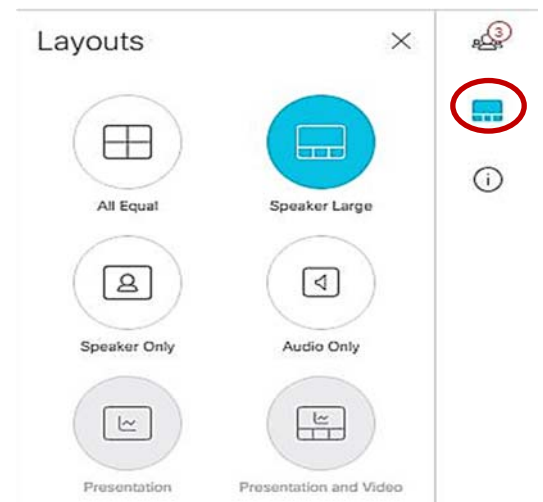 Layouts
3
All Equal
Speaker Large
Speaker Only
Audio Only
Presentation
Presentation and Video